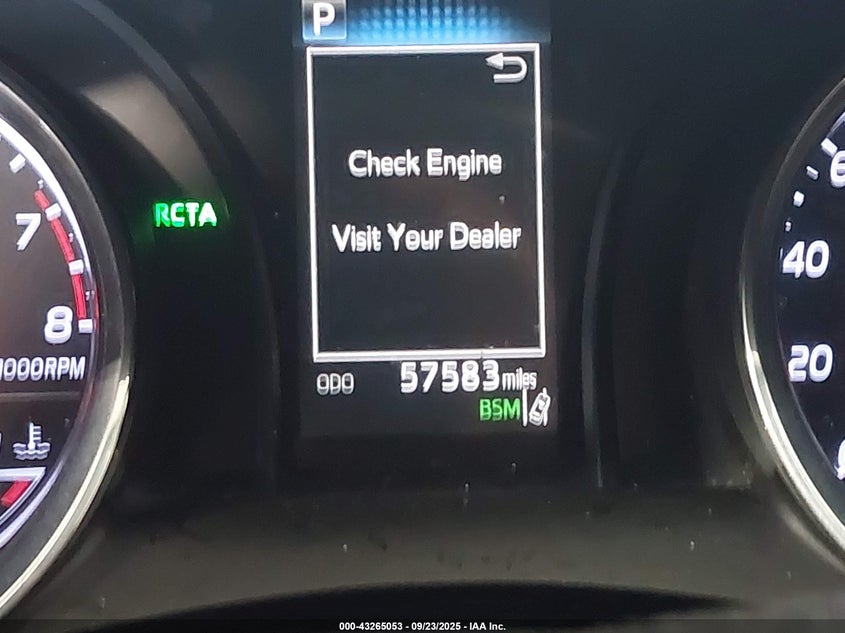 P
Check Engine
Visit Your Dealer
RCTA
7
8
1000RPM
ODO 57583 miles
BSM
6
40
20
000-43265053 - 09/23/2025 - IAA Inc.